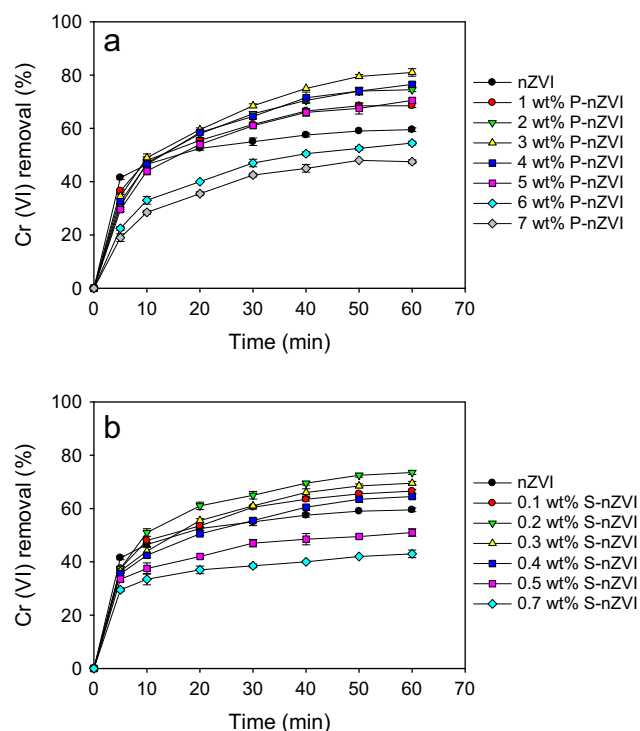 a
100
80
60
40
20
0
Cr (VI) removal (%)
0 10 20 30 40 50 60 70
Time (min)
nZVI
1 wt% P-nZVI
2 wt% P-nZVI
3 wt% P-nZVI
4 wt% P-nZVI
5 wt% P-nZVI
6 wt% P-nZVI
7 wt% P-nZVI
b
100
80
60
40
20
0
Cr (VI) removal (%)
0 10 20 30 40 50 60 70
Time (min)
nZVI
0.1 wt% S-nZVI
0.2 wt% S-nZVI
0.3 wt% S-nZVI
0.4 wt% S-nZVI
0.5 wt% S-nZVI
0.7 wt% S-nZVI